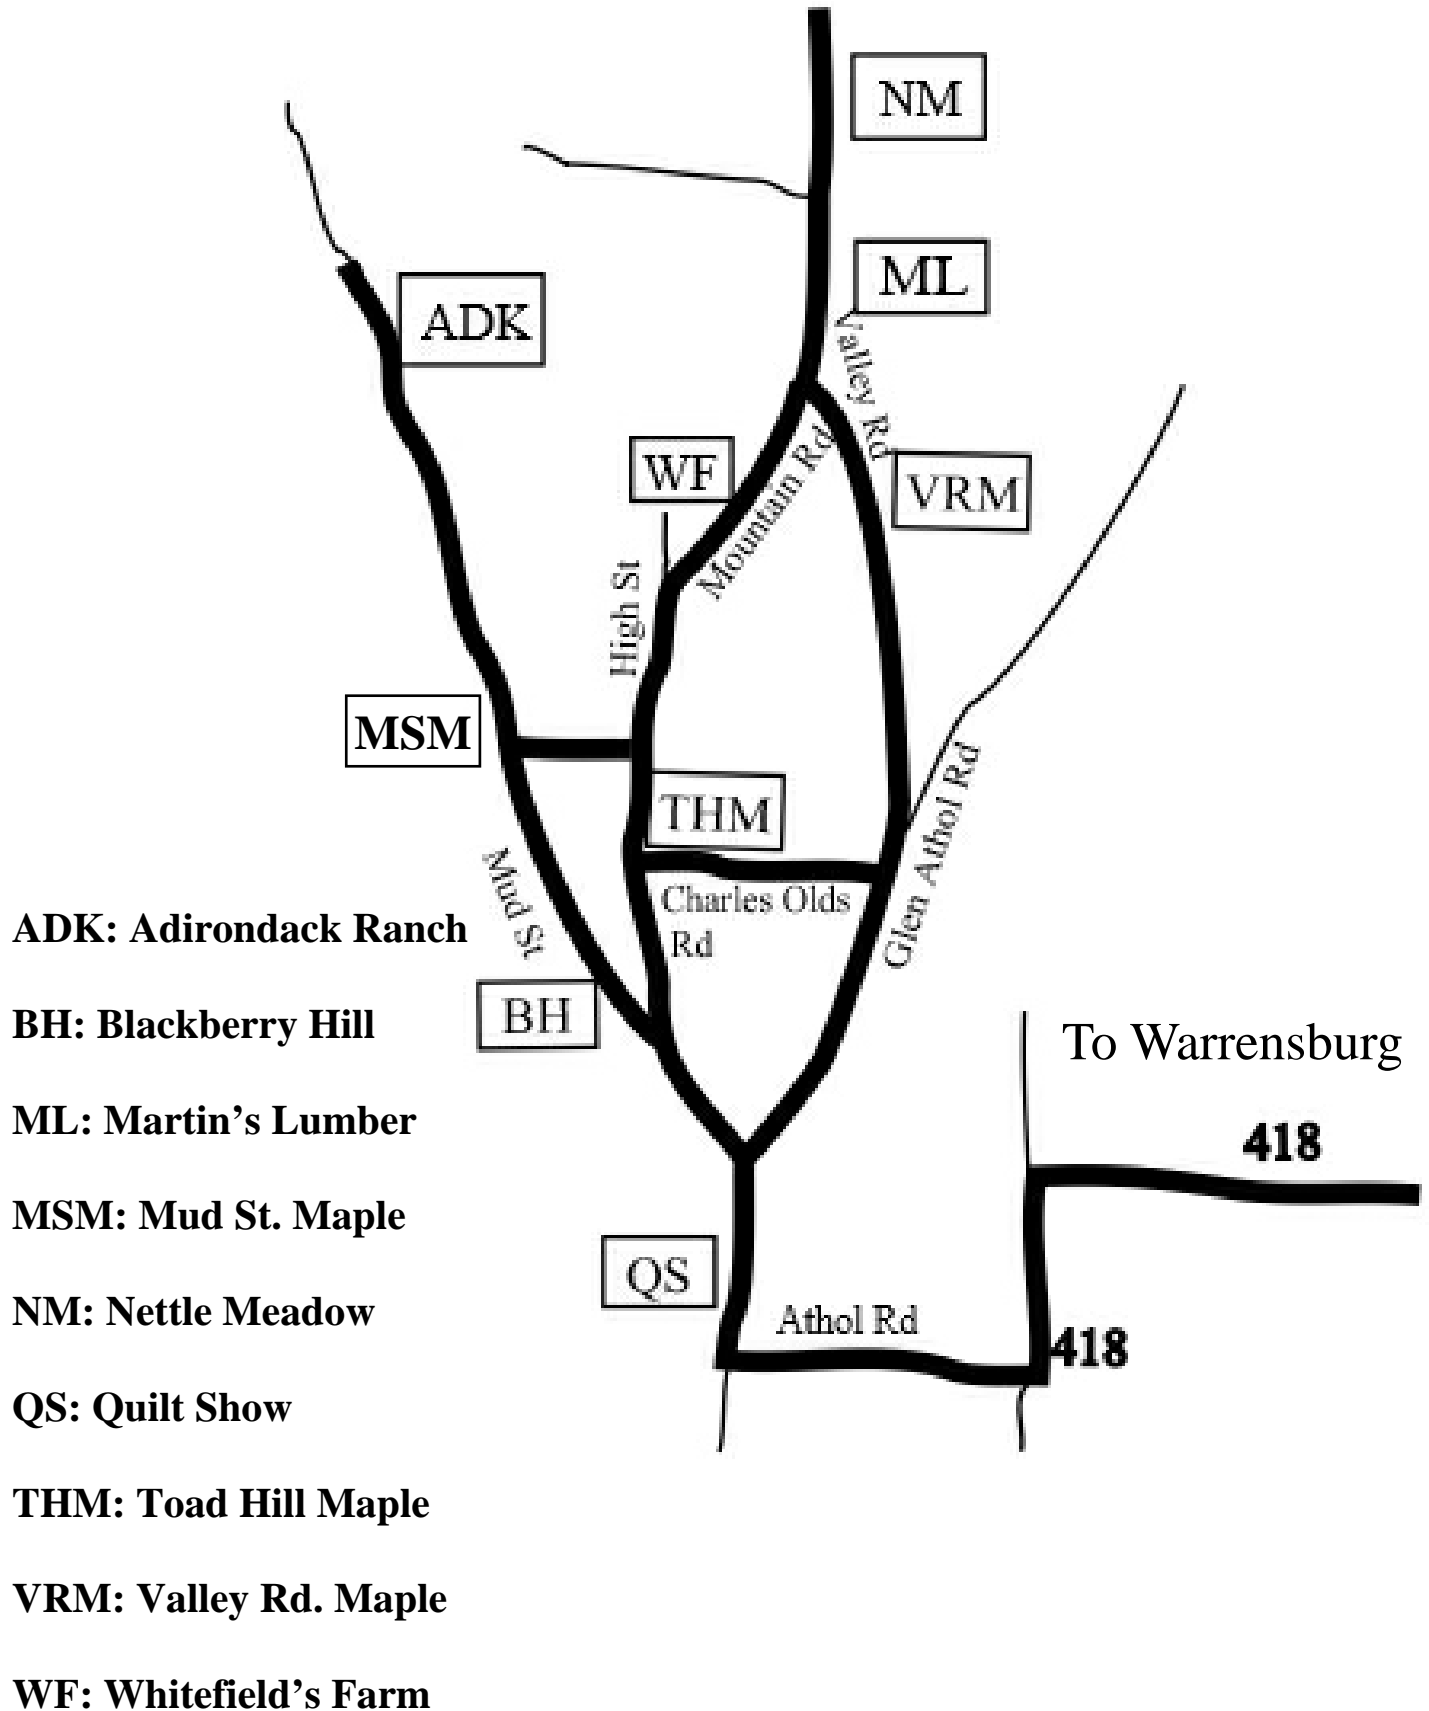 NM
ML
ADK
Valley Rd
WF
Mountain Rd
VRM
High St
MSM
THM
Glen Athol Rd
Mud St
Charles Olds
Rd
ADK: Adirondack Ranch
BH
BH: Blackberry Hill
To Warrensburg
ML: Martin’s Lumber
418
MSM: Mud St. Maple
QS
NM: Nettle Meadow
Athol Rd
418
QS: Quilt Show
THM: Toad Hill Maple
VRM: Valley Rd. Maple
WF: Whitefield’s Farm